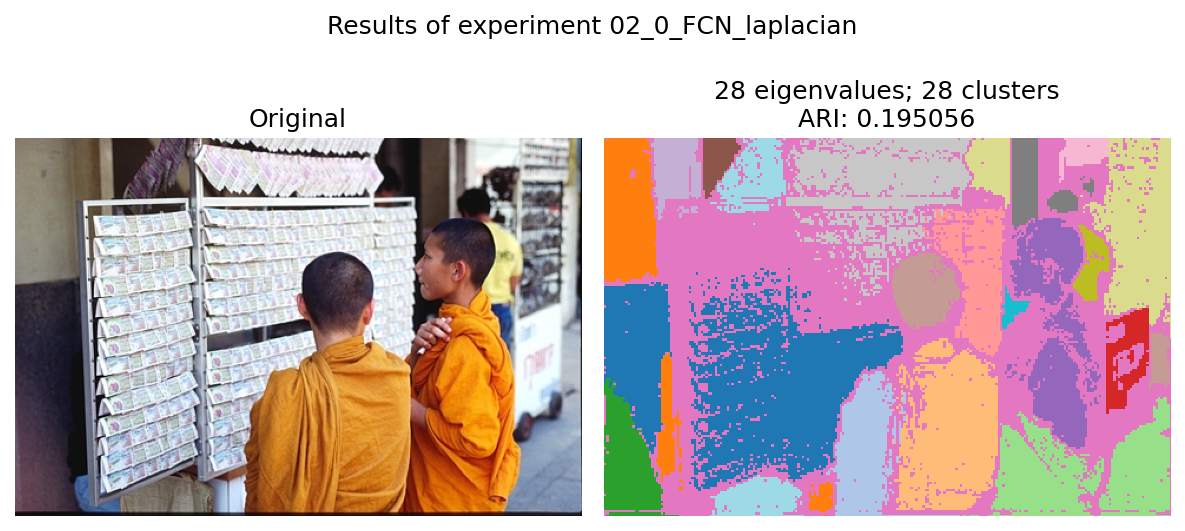 Results of experiment 02_0_FCN_laplacian
Original
28 eigenvalues; 28 clusters
ARI: 0.195056